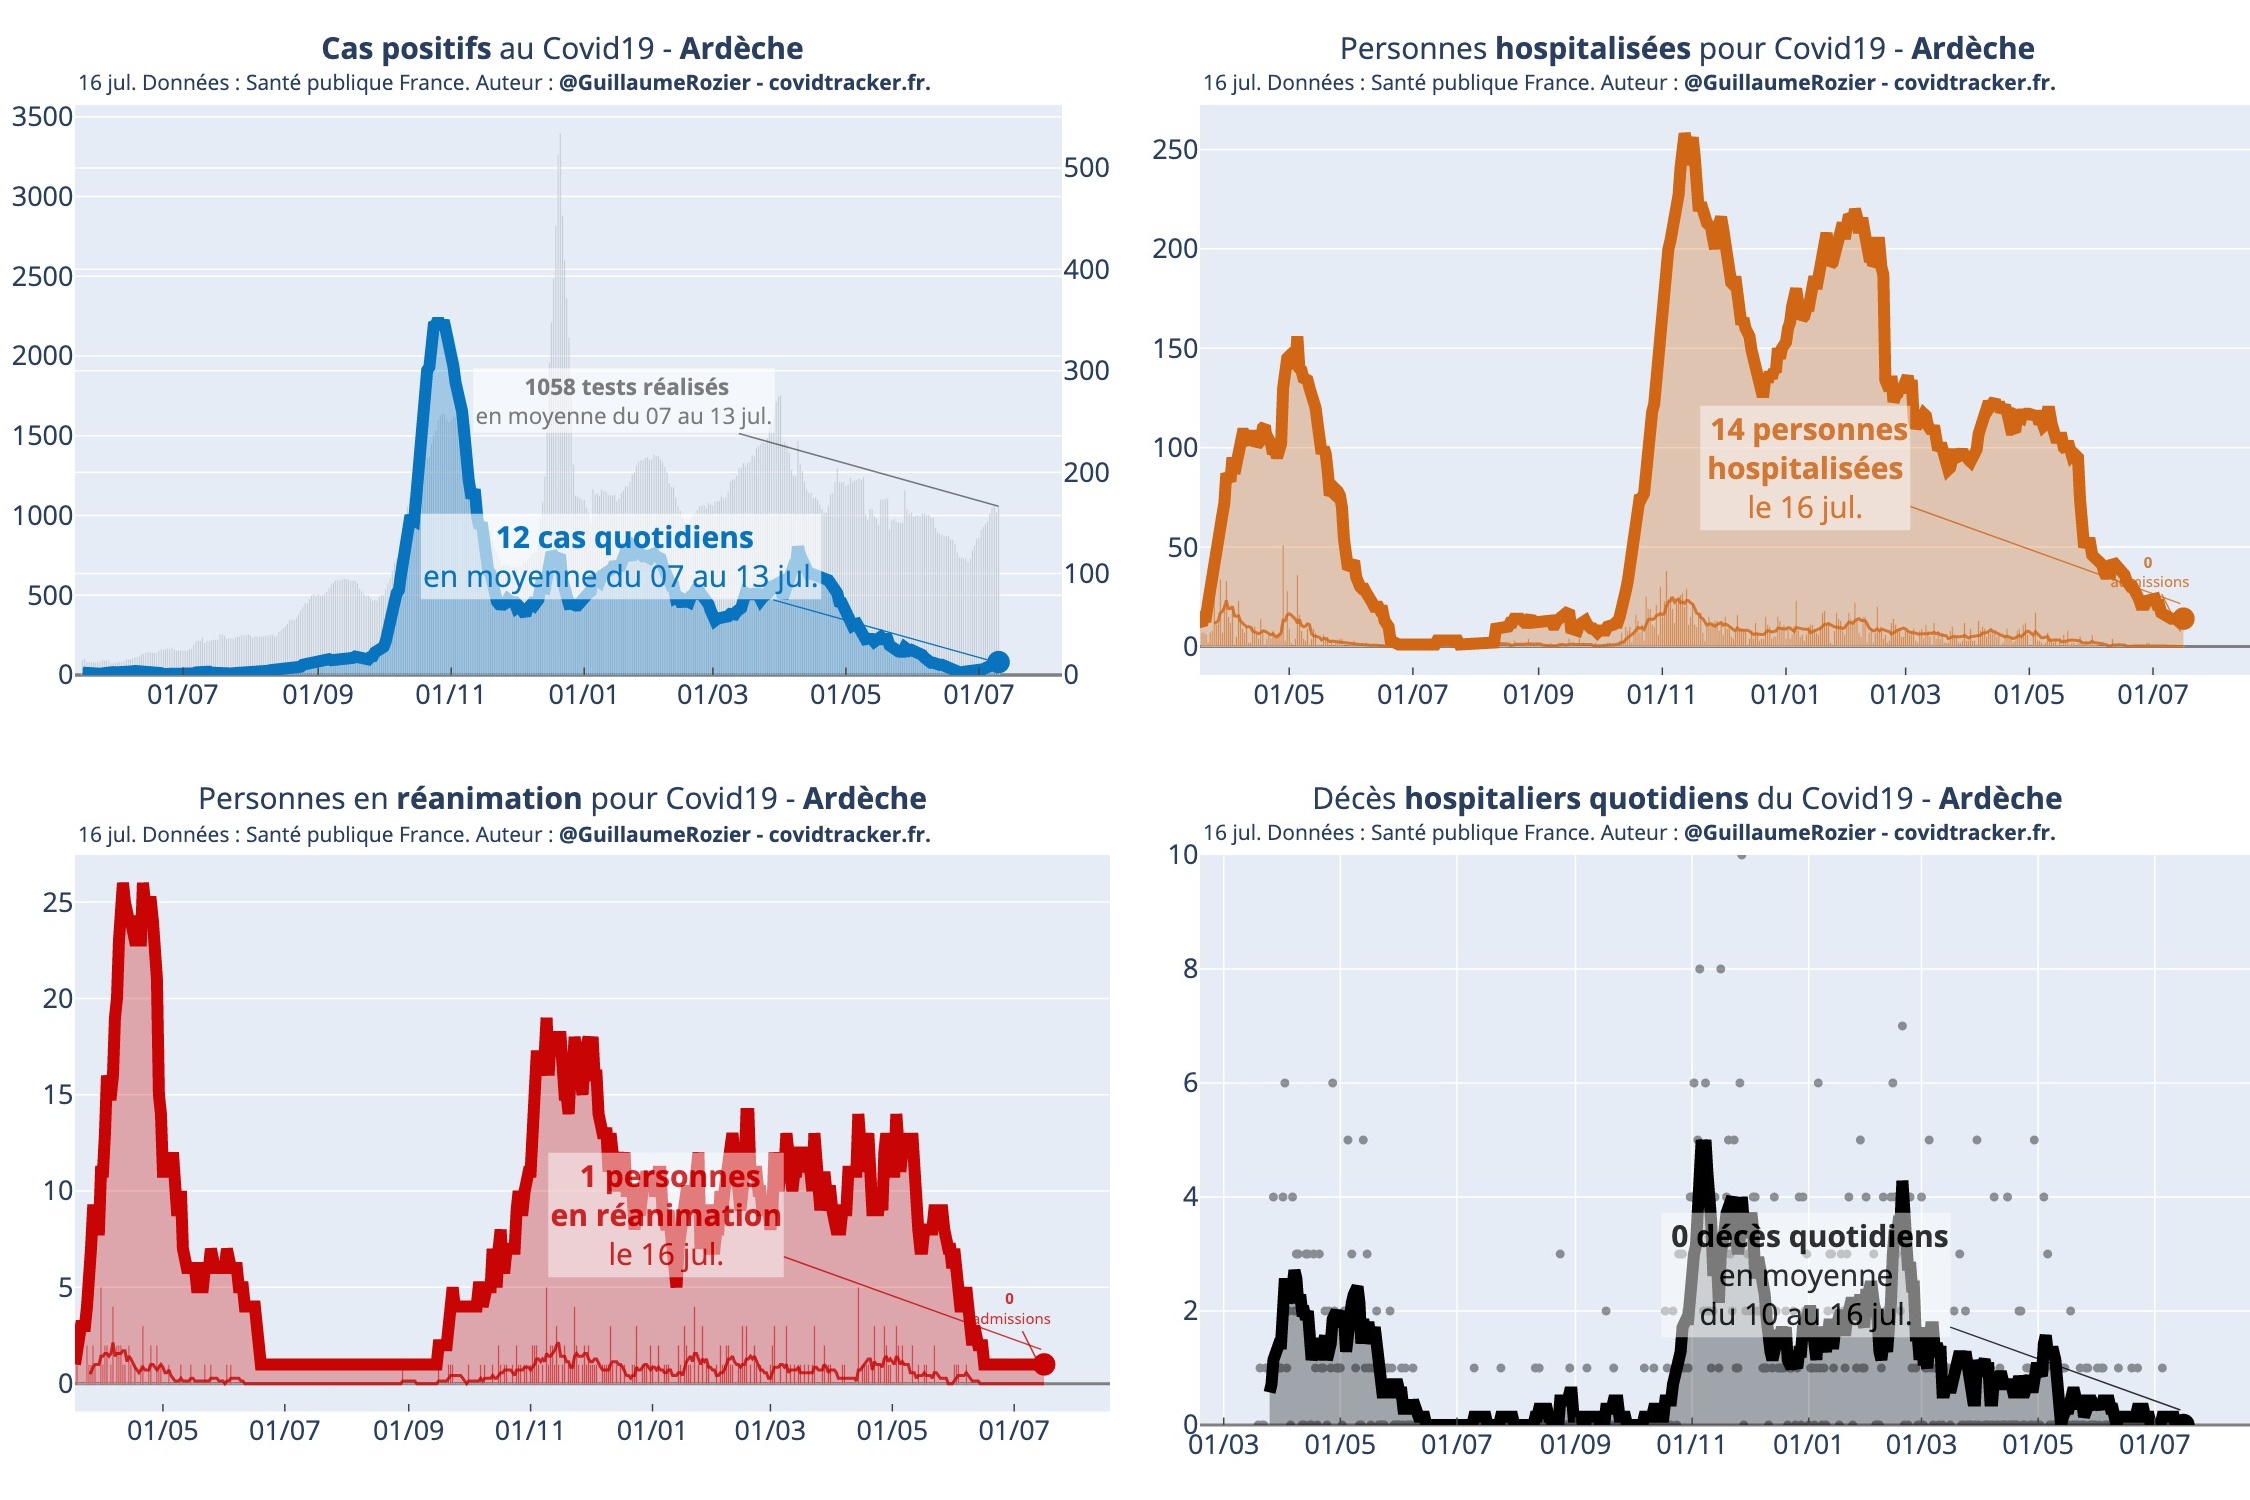 Cas positifs au Covid19 - Ardèche
16 jul. Données : Santé publique France. Auteur : @GuillaumeRozier - covidtracker.fr.
3500
3000
2500
2000
1500
1000
500
0
500
400
300
200
100
0
1058 tests réalisés
en moyenne du 07 au 13 jul.
12 cas quotidiens
en moyenne du 07 au 13 jul.
01/07 01/09 01/11 01/01 01/03 01/05 01/07
Personnes hospitalisées pour Covid19 - Ardèche
16 jul. Données : Santé publique France. Auteur : @GuillaumeRozier - covidtracker.fr.
250
200
150
100
50
0
14 personnes
hospitalisées
le 16 jul.
0
admissions
01/05 01/07 01/09 01/11 01/01 01/03 01/05 01/07
Personnes en réanimation pour Covid19 - Ardèche
16 jul. Données : Santé publique France. Auteur : @GuillaumeRozier - covidtracker.fr.
25
20
15
10
5
0
1 personnes
en réanimation
le 16 jul.
0
admissions
01/05 01/07 01/09 01/11 01/01 01/03 01/05 01/07
Décès hospitaliers quotidiens du Covid19 - Ardèche
16 jul. Données : Santé publique France. Auteur : @GuillaumeRozier - covidtracker.fr.
10
8
6
4
2
0
0 décès quotidiens
en moyenne
du 10 au 16 jul.
01/03 01/05 01/07 01/09 01/11 01/01 01/03 01/05 01/07